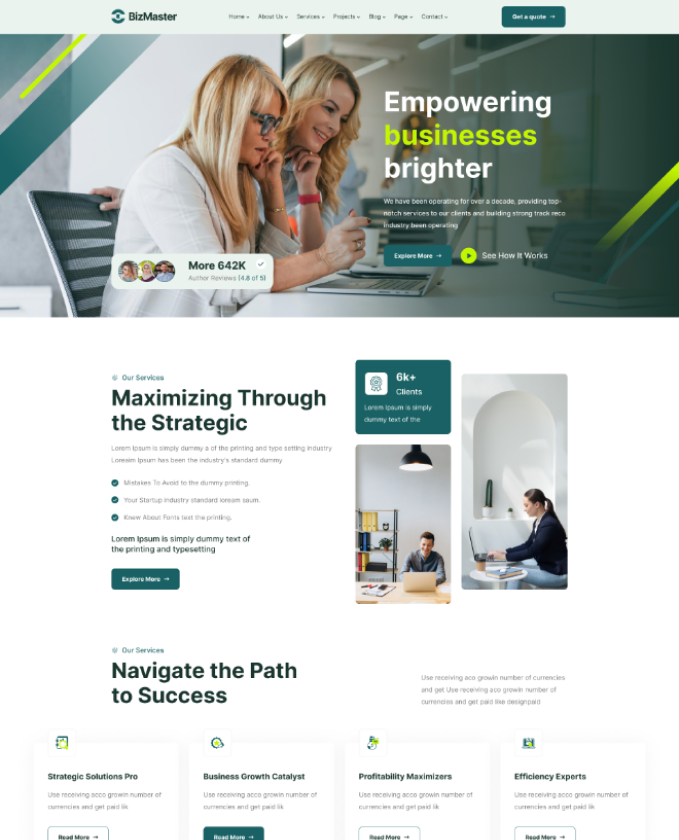 BizMaster
Home About Us Services Projects Blog Page Contact
Get a quote →
Empowering
businesses
brighter
We have been operating for over a decade, providing top-
notch services to our clients and building strong track reco
industry been operating
Explore More →
See How It Works
More 642K
Author Reviews (4.8 of 5)
Our Services
Maximizing Through
the Strategic
Lorem Ipsum is simply dummy a of the printing and type setting industry
Loresim Ipsum has been the industry's standard dummy
Mistakes To Avoid to the dummy printing.
Your Startup industry standard loresm saum.
Know About Fonts text the printing.
Lorem Ipsum is simply dummy text of
the printing and typesetting
Explore More →
6k+
Clients
Lorem Ipsum is simply
dummy text of the
Our Services
Navigate the Path
to Success
Use receiving aco growin number of currencies
and get Use receiving aco growin number of
currencies and get paid like designpaid
Strategic Solutions Pro
Use receiving acco growin number of
currencies and get paid lik
Read More →
Business Growth Catalyst
Use receiving acco growin number of
currencies and get paid lik
Read More →
Profitability Maximizers
Use receiving acco growin number of
currencies and get paid lik
Read More →
Efficiency Experts
Use receiving acco growin number of
currencies and get paid lik
Read More →